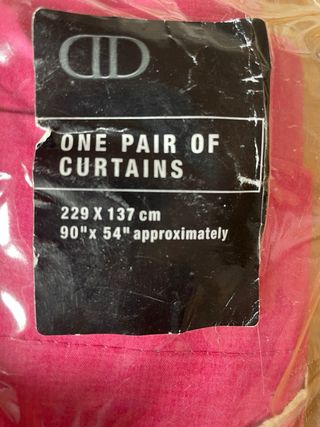 ONE PAIR OF
CURTAINS
229 X 137 cm
90" x 54" approximately